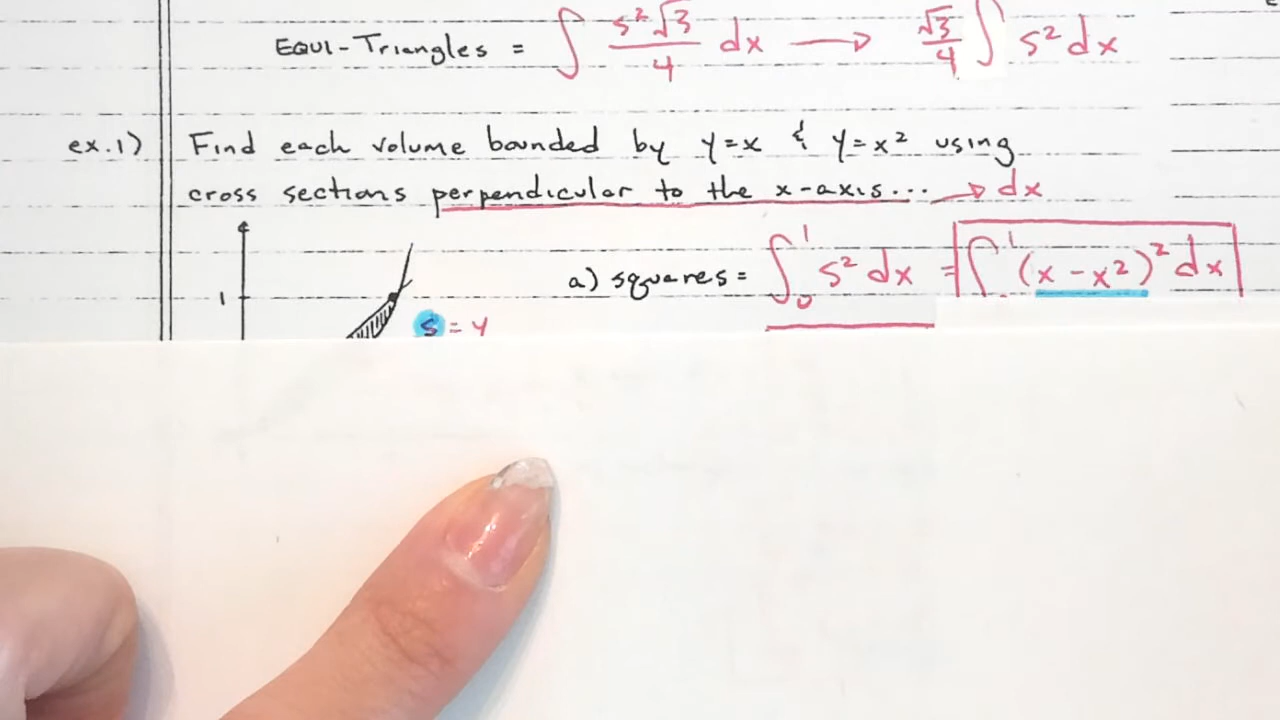 EQUI-Triangles = ∫ s²√3/4 dx → √3/4 ∫ s² dx
ex.1) Find each volume bounded by y=x & y=x² using
cross sections perpendicular to the x-axis... → dx
a) squares = ∫₀¹ s² dx = ∫ ¹ (x - x²)² dx
1
s = y